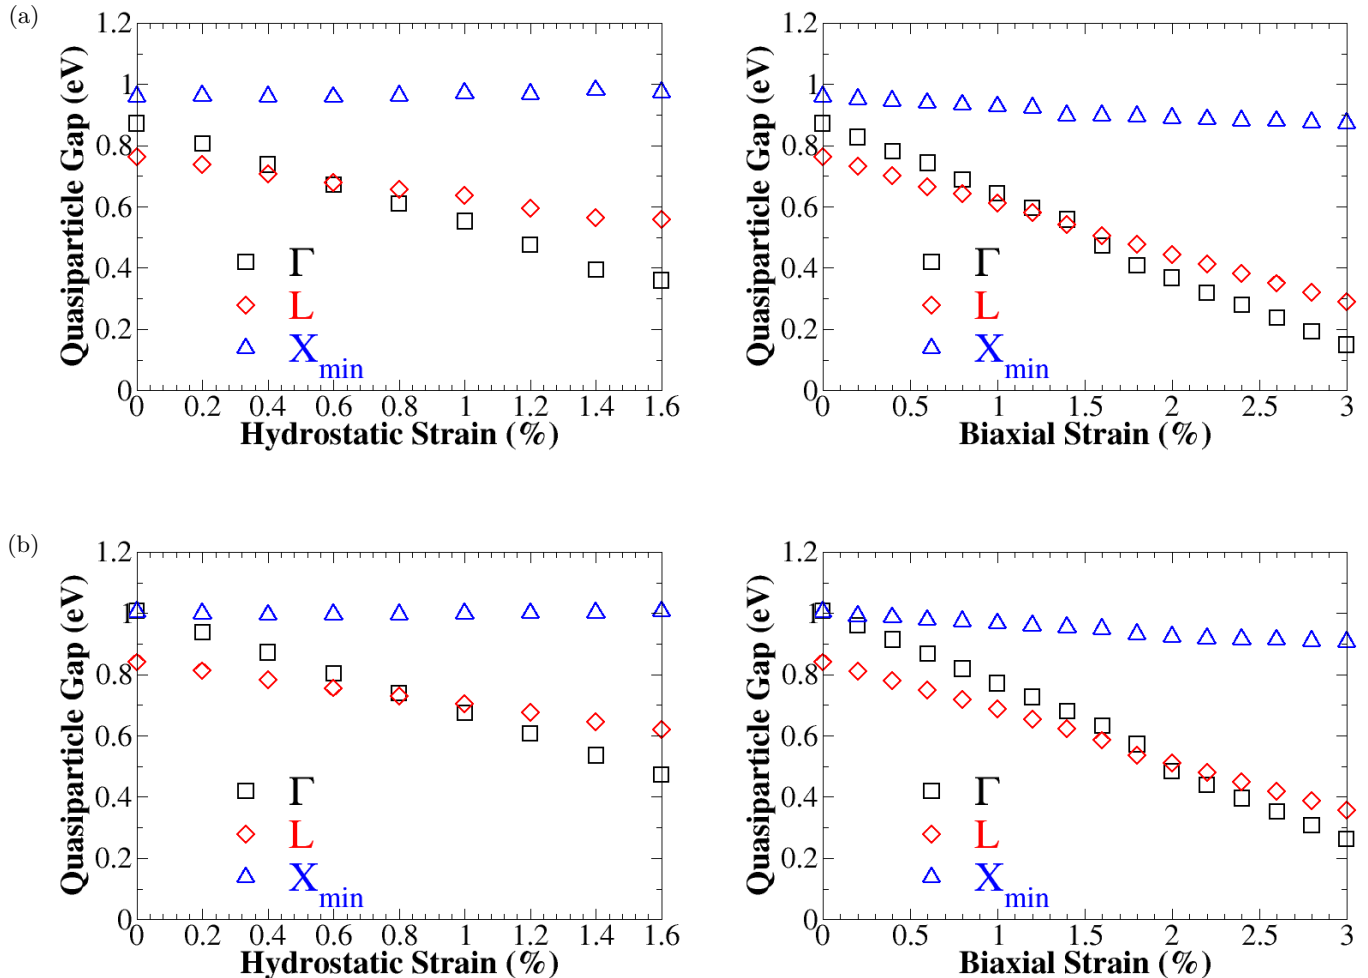 (a)
Quasiparticle Gap (eV)
1.2
1
0.8
0.6
0.4
0.2
0
Γ
L
X_min
0 0.2 0.4 0.6 0.8 1 1.2 1.4 1.6
Hydrostatic Strain (%)
Quasiparticle Gap (eV)
1.2
1
0.8
0.6
0.4
0.2
0
Γ
L
X_min
0 0.5 1 1.5 2 2.5 3
Biaxial Strain (%)
(b)
Quasiparticle Gap (eV)
1.2
1
0.8
0.6
0.4
0.2
0
Γ
L
X_min
0 0.2 0.4 0.6 0.8 1 1.2 1.4 1.6
Hydrostatic Strain (%)
Quasiparticle Gap (eV)
1.2
1
0.8
0.6
0.4
0.2
0
Γ
L
X_min
0 0.5 1 1.5 2 2.5 3
Biaxial Strain (%)